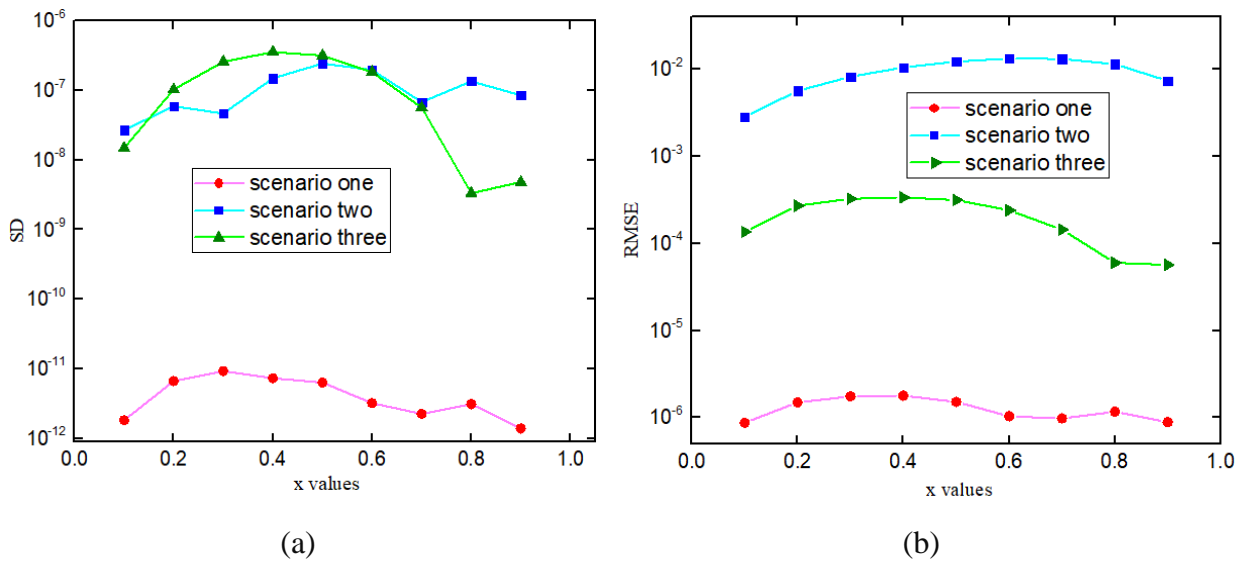 10^-6
10^-7
10^-8
10^-9
10^-10
10^-11
10^-12
SD
scenario one
scenario two
scenario three
0.0 0.2 0.4 0.6 0.8 1.0
x values
(a)
10^-2
10^-3
10^-4
10^-5
10^-6
RMSE
scenario one
scenario two
scenario three
0.0 0.2 0.4 0.6 0.8 1.0
x values
(b)